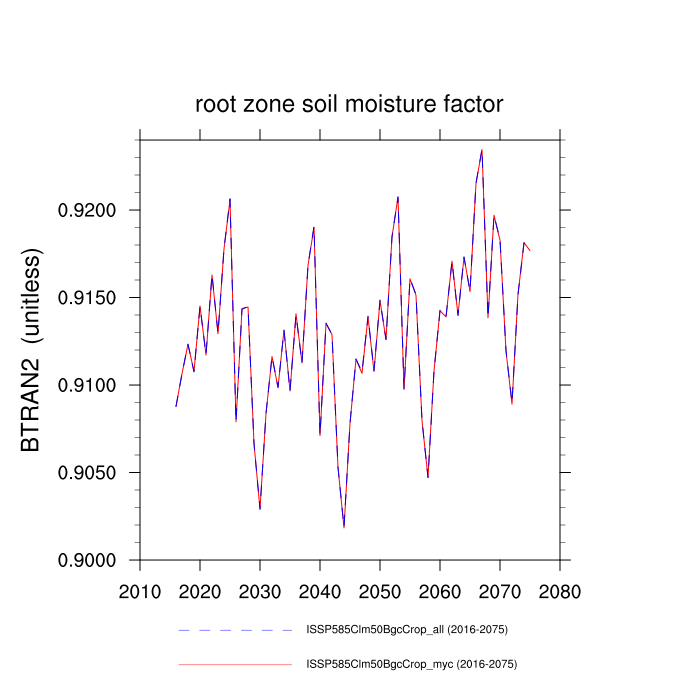 root zone soil moisture factor
BTRAN2 (unitless)
0.9200
0.9150
0.9100
0.9050
0.9000
2010 2020 2030 2040 2050 2060 2070 2080
ISSP585Clm50BgcCrop_all (2016-2075)
ISSP585Clm50BgcCrop_myc (2016-2075)